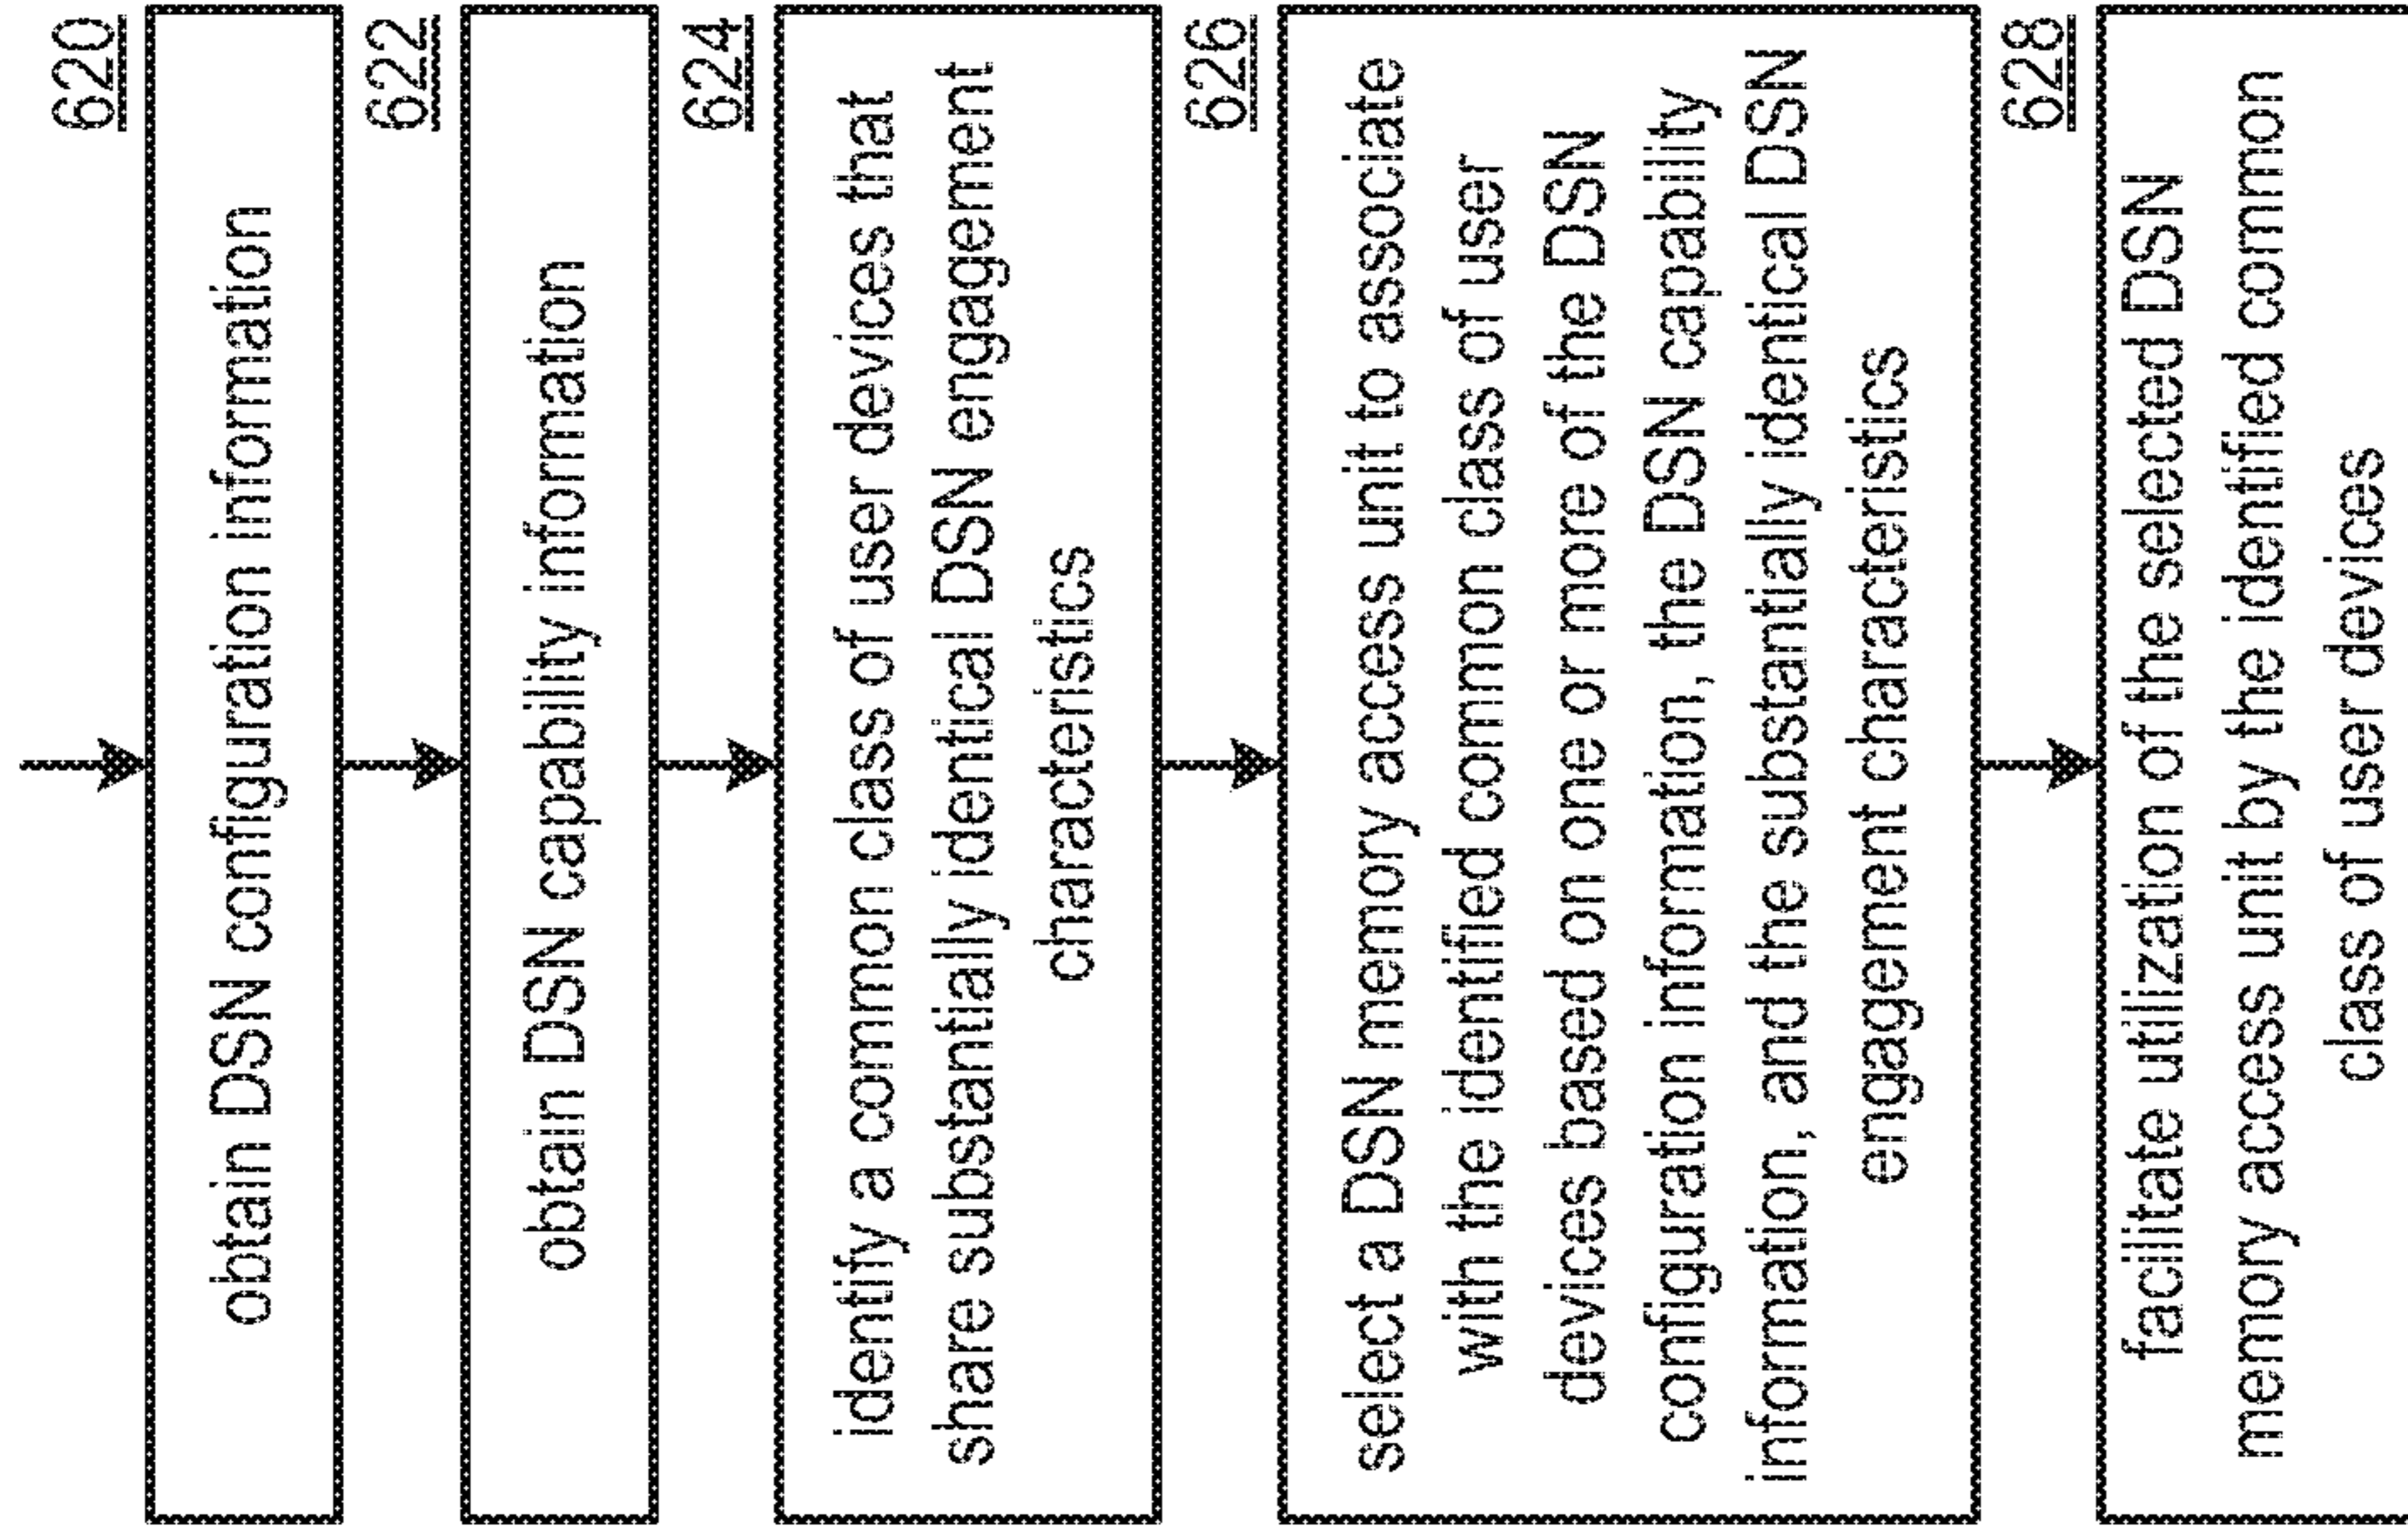 620
obtain DSN configuration information
622
obtain DSN capability information
624
identify a common class of user devices that
share substantially identical DSN engagement
characteristics
626
select a DSN memory access unit to associate
with the identified common class of user
devices based on one or more of the DSN
configuration information, the DSN capability
information, and the substantially identical DSN
engagement characteristics
628
facilitate utilization of the selected DSN
memory access unit by the identified common
class of user devices